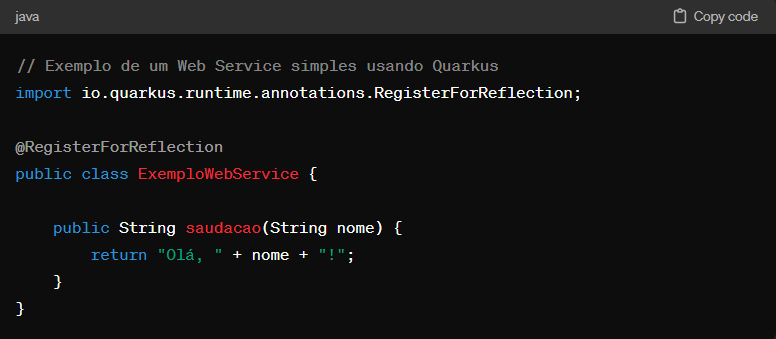 java
Copy code
// Exemplo de um Web Service simples usando Quarkus
import io.quarkus.runtime.annotations.RegisterForReflection;
@RegisterForReflection
public class ExemploWebService {
public String saudacao(String nome) {
return "Olá, " + nome + "!";
}
}